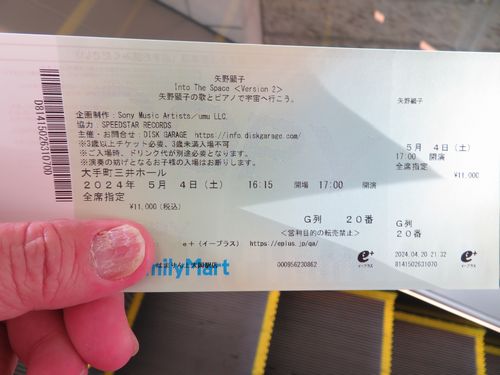 矢野顕子
Into The Space <Version 2>
矢野顕子の歌とピアノで宇宙へ行こう。
企画制作：Sony Music Artists/umu LLC.
協力：SPEEDSTAR RECORDS
主催・お問合せ：DISK GARAGE https://info.diskgarage.com/
※3歳以上チケット必要、3歳未満入場不可
※ご入場時、ドリンク代が別途必要となります。
※演奏の妨げとなるお子様の入場はお断りします。
大手町三井ホール
2024年 5月 4日(土) 16:15 開場 17:00 開演
全席指定
¥11,000(税込)
G列 20番
<営利目的の転売禁止>
e+(イープラス) https://eplus.jp/qa/
milyMart
000956230862
e+
イープラス
D81415026310700
矢野顕子
5月 4日(土)
17:00 開演
全席指定
¥11,000
G列
20番
e+
イープラス
2024.04.20 21:32
8141502631070